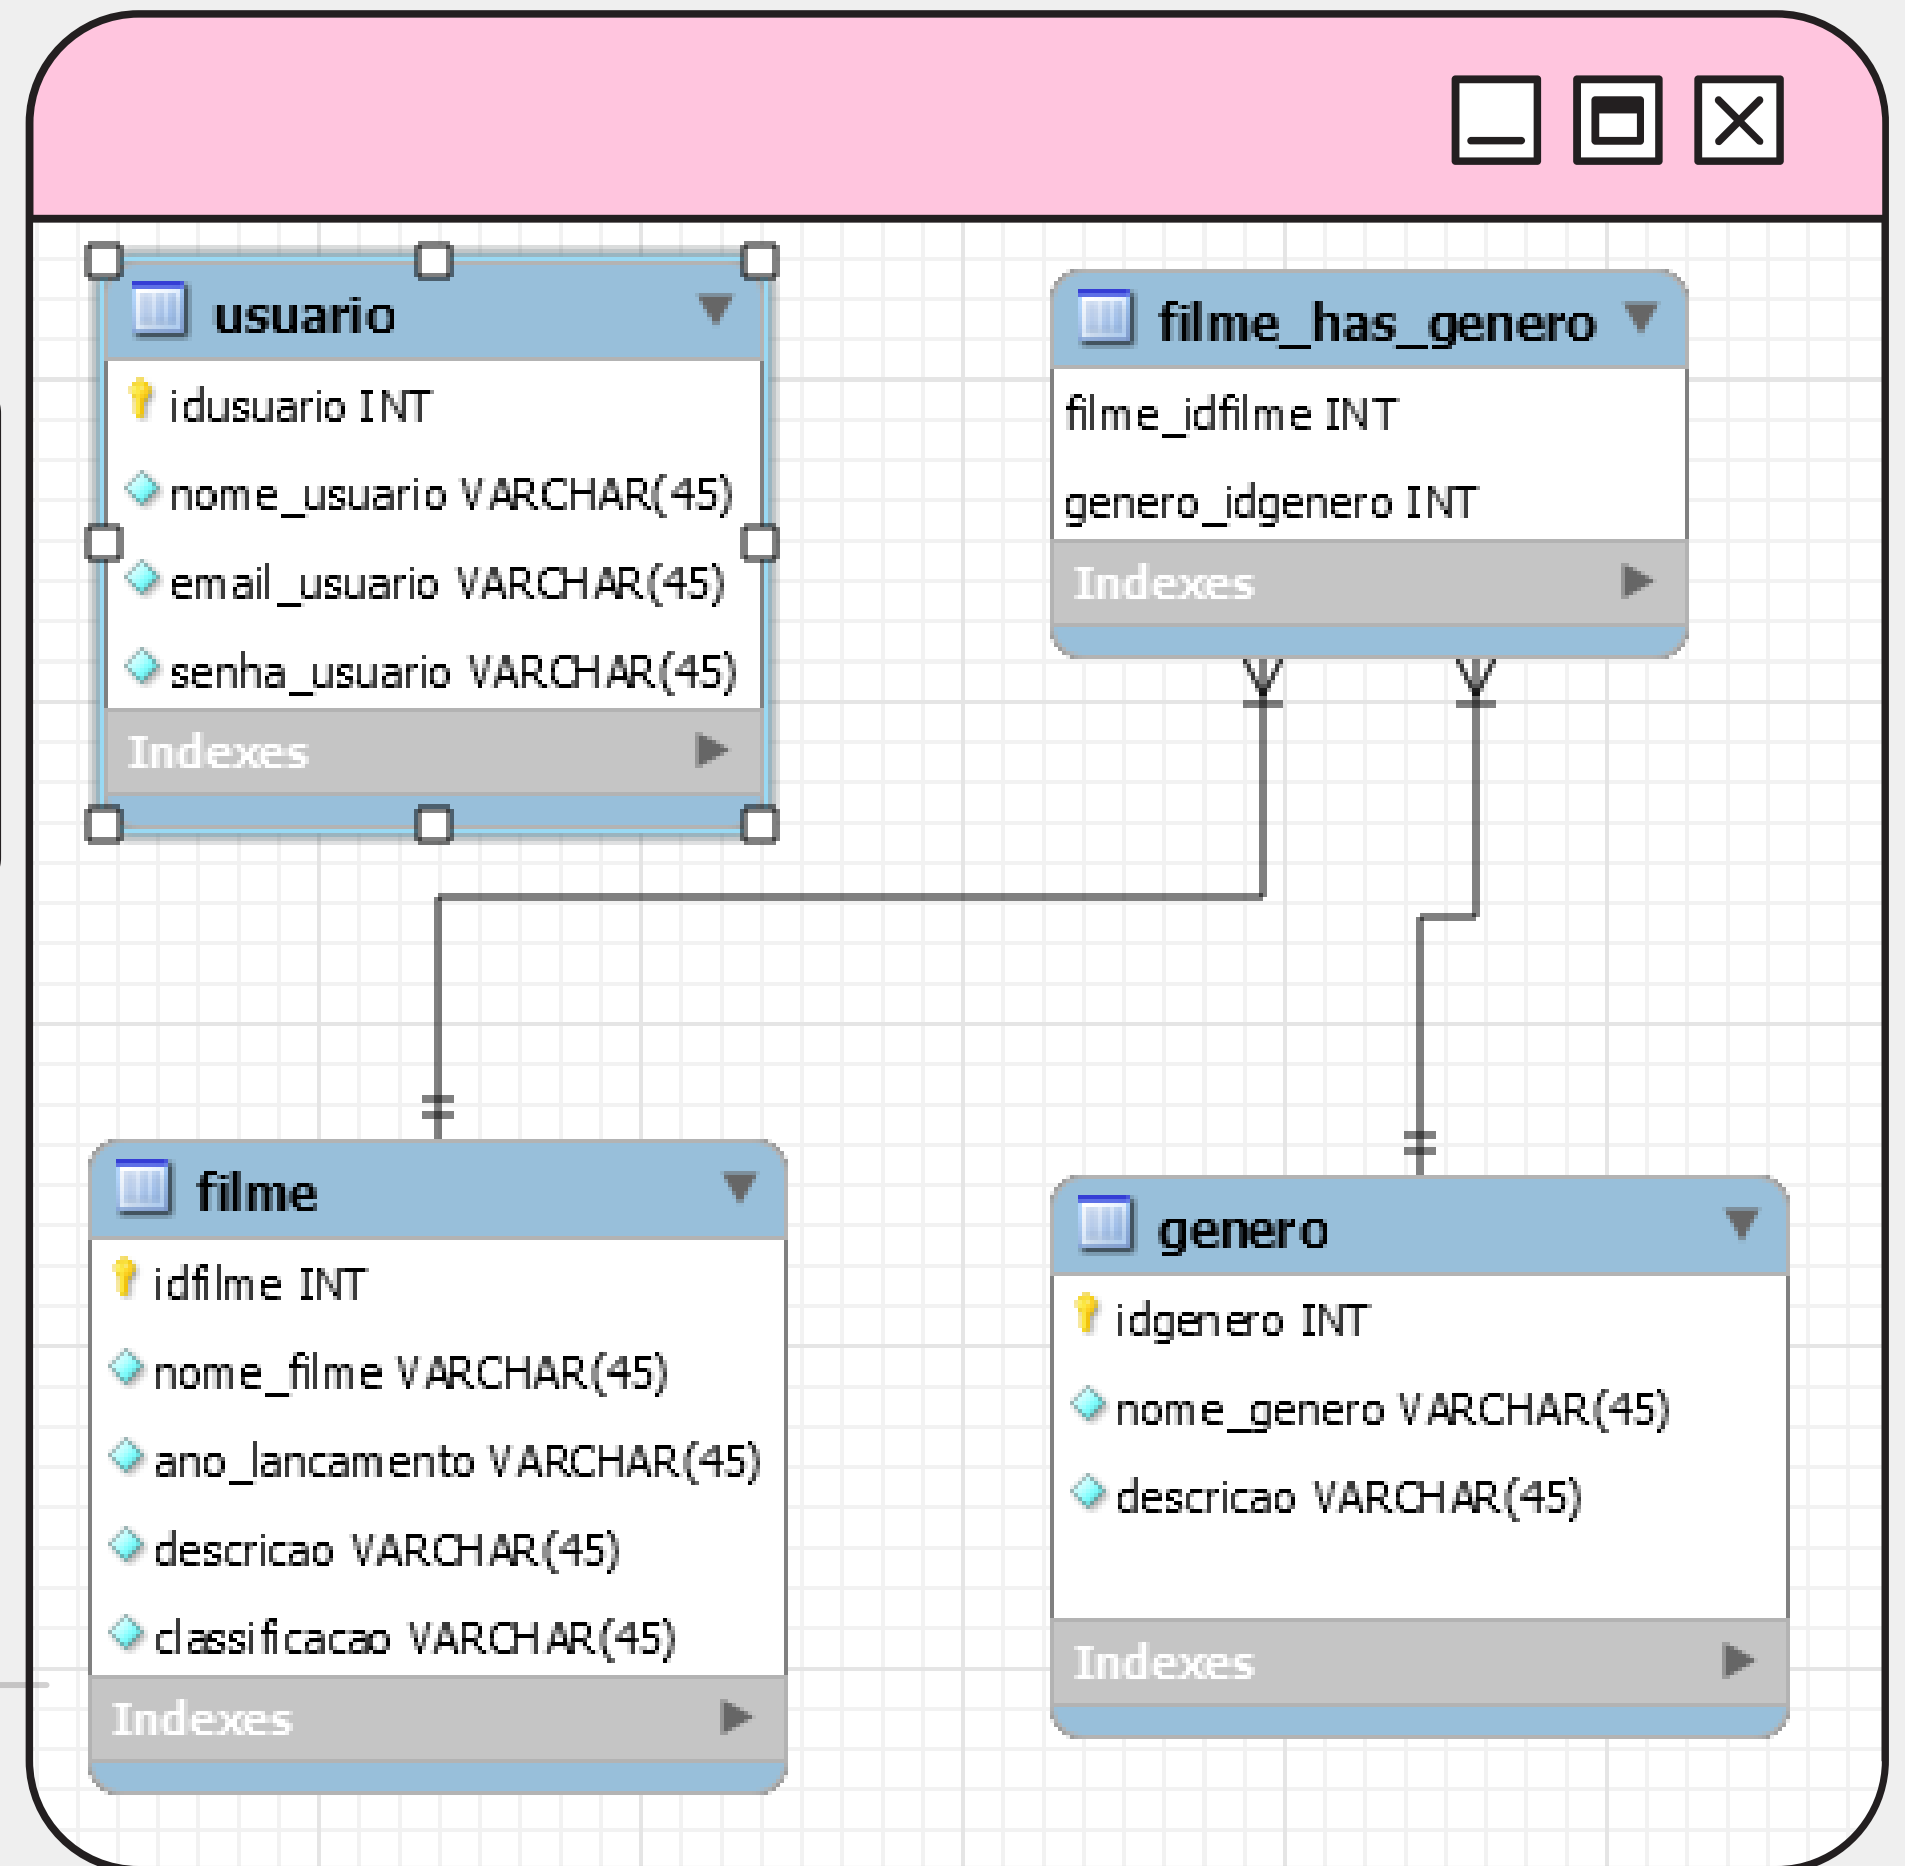 usuario
idusuario INT
nome_usuario VARCHAR(45)
email_usuario VARCHAR(45)
senha_usuario VARCHAR(45)
Indexes
filme_has_genero
filme_idfilme INT
genero_idgenero INT
Indexes
filme
idfilme INT
nome_filme VARCHAR(45)
ano_lancamento VARCHAR(45)
descricao VARCHAR(45)
classificacao VARCHAR(45)
Indexes
genero
idgenero INT
nome_genero VARCHAR(45)
descricao VARCHAR(45)
Indexes